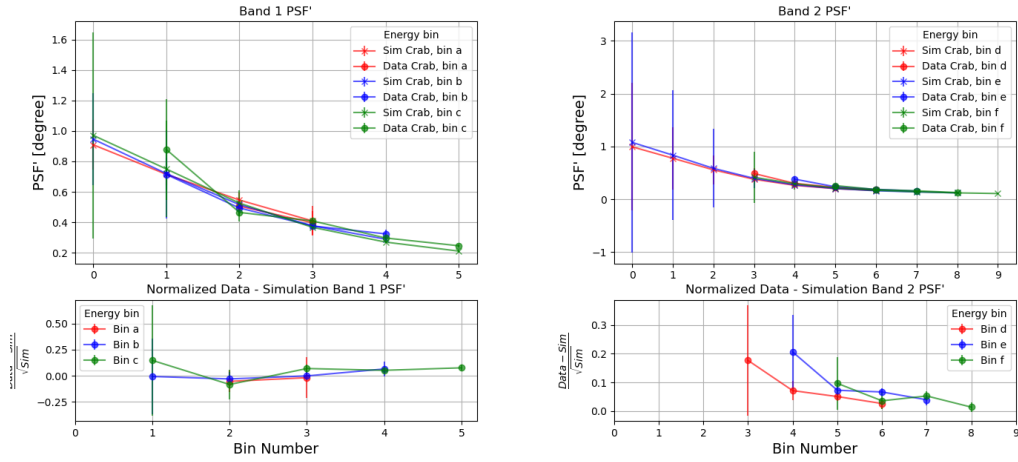 Band 1 PSF'
PSF' [degree]
1.6
1.4
1.2
1.0
0.8
0.6
0.4
0.2
Energy bin
Sim Crab, bin a
Data Crab, bin a
Sim Crab, bin b
Data Crab, bin b
Sim Crab, bin c
Data Crab, bin c
0 1 2 3 4 5
Normalized Data - Simulation Band 1 PSF'
√Sim
0.50
0.25
0.00
−0.25
Energy bin
Bin a
Bin b
Bin c
0 1 2 3 4 5
Bin Number
Band 2 PSF'
PSF' [degree]
3
2
1
0
−1
Energy bin
Sim Crab, bin d
Data Crab, bin d
Sim Crab, bin e
Data Crab, bin e
Sim Crab, bin f
Data Crab, bin f
0 1 2 3 4 5 6 7 8 9
Normalized Data - Simulation Band 2 PSF'
Data − Sim
√Sim
0.3
0.2
0.1
0.0
Energy bin
Bin d
Bin e
Bin f
0 1 2 3 4 5 6 7 8 9
Bin Number